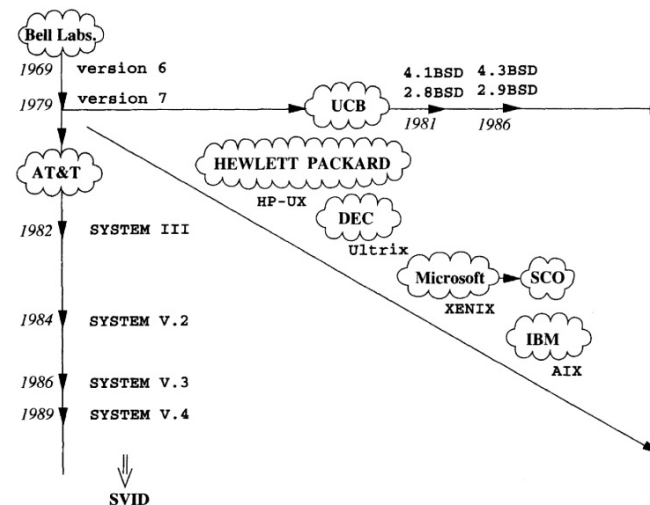 Bell Labs.
1969 version 6
1979 version 7
UCB
4.1BSD 4.3BSD
2.8BSD 2.9BSD
1981 1986
AT&T
HEWLETT PACKARD
HP-UX
DEC
Ultrix
1982 SYSTEM III
Microsoft SCO
XENIX
1984 SYSTEM V.2
IBM
AIX
1986 SYSTEM V.3
1989 SYSTEM V.4
SVID